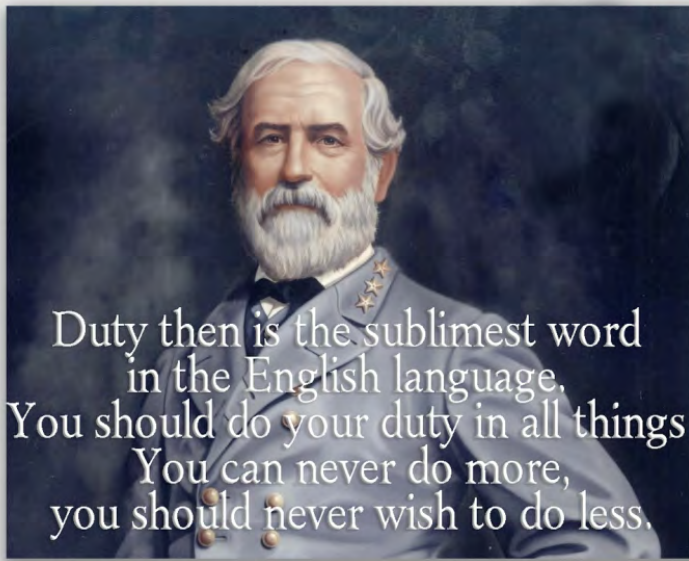 Duty then is the sublimest word
in the English language.
You should do your duty in all things
You can never do more,
you should never wish to do less.